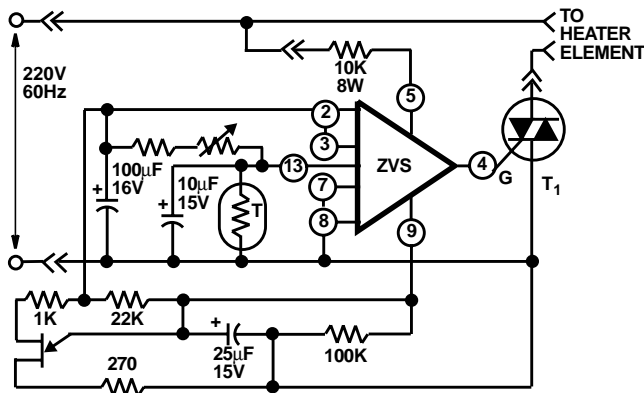 TO
HEATER
ELEMENT
220V
60Hz
10K
8W
5
2
3
100µF
16V
10µF
15V
13
ZVS
4
G
T1
7
T
8
9
1K
22K
25µF
15V
100K
270